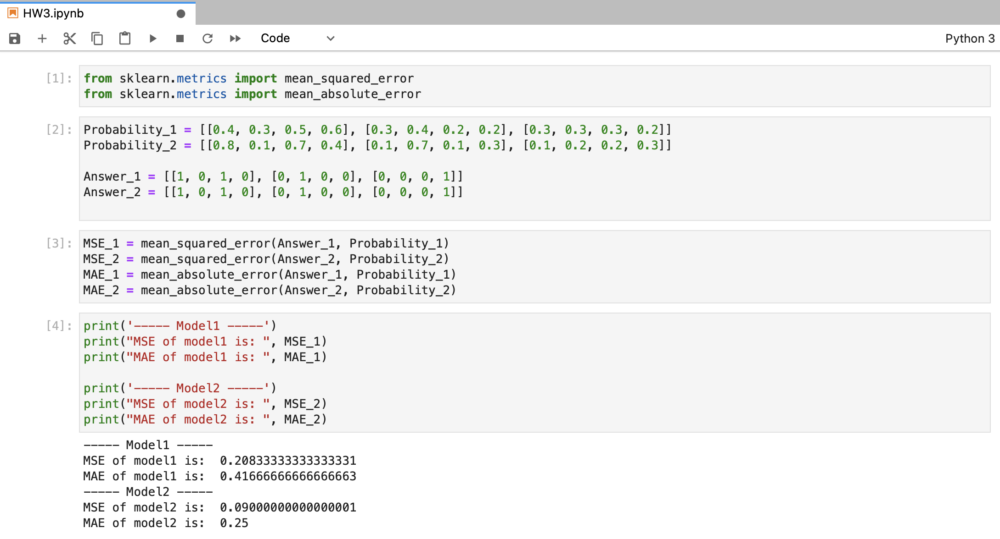 HW3.ipynb
Code
Python 3
[1]:
from sklearn.metrics import mean_squared_error
from sklearn.metrics import mean_absolute_error
[2]:
Probability_1 = [[0.4, 0.3, 0.5, 0.6], [0.3, 0.4, 0.2, 0.2], [0.3, 0.3, 0.3, 0.2]]
Probability_2 = [[0.8, 0.1, 0.7, 0.4], [0.1, 0.7, 0.1, 0.3], [0.1, 0.2, 0.2, 0.3]]
Answer_1 = [[1, 0, 1, 0], [0, 1, 0, 0], [0, 0, 0, 1]]
Answer_2 = [[1, 0, 1, 0], [0, 1, 0, 0], [0, 0, 0, 1]]
[3]:
MSE_1 = mean_squared_error(Answer_1, Probability_1)
MSE_2 = mean_squared_error(Answer_2, Probability_2)
MAE_1 = mean_absolute_error(Answer_1, Probability_1)
MAE_2 = mean_absolute_error(Answer_2, Probability_2)
[4]:
print('----- Model1 -----')
print("MSE of model1 is: ", MSE_1)
print("MAE of model1 is: ", MAE_1)
print('----- Model2 -----')
print("MSE of model2 is: ", MSE_2)
print("MAE of model2 is: ", MAE_2)
----- Model1 -----
MSE of model1 is:  0.20833333333333331
MAE of model1 is:  0.41666666666666663
----- Model2 -----
MSE of model2 is:  0.09000000000000001
MAE of model2 is:  0.25